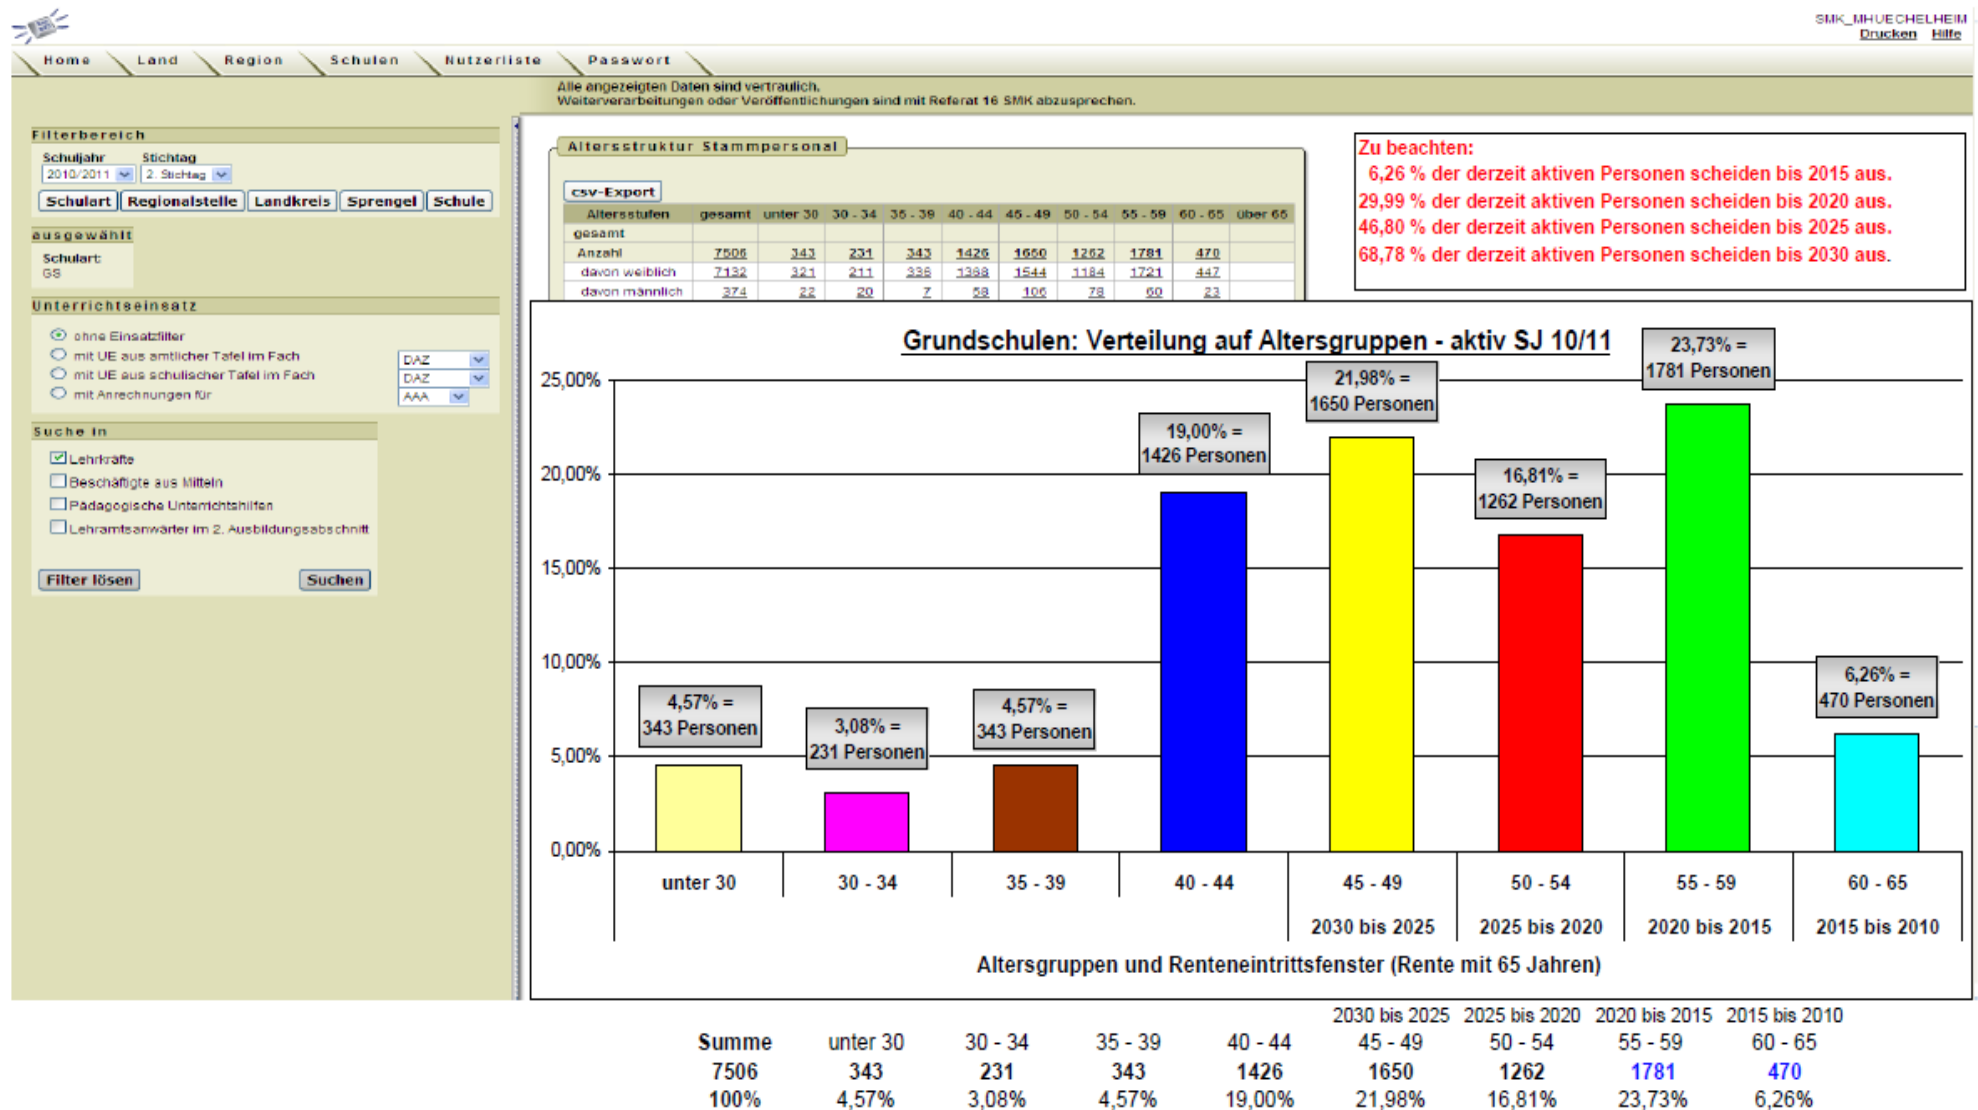 SMK_MHUECHELHEIM
Drucken Hilfe
Home Land Region Schulen Nutzerliste Passwort
Alle angezeigten Daten sind vertraulich.
Weiterverarbeitungen oder Veröffentlichungen sind mit Referat 16 SMK abzusprechen.
Filterbereich
Schuljahr Stichtag
2010/2011 2. Stichtag
Schulart Regionalstelle Landkreis Sprengel Schule
ausgewählt
Schulart:
GS
Unterrichtseinsatz
ohne Einsatzfilter
mit UE aus amtlicher Tafel im Fach DAZ
mit UE aus schulischer Tafel im Fach DAZ
mit Anrechnungen für AAA
Suche in
Lehrkräfte
Beschäftigte aus Mitteln
Pädagogische Unterrichtshilfen
Lehramtsanwärter im 2. Ausbildungsabschnitt
Filter lösen Suchen
Altersstruktur Stammpersonal
csv-Export
Altersstufen gesamt unter 30 30 - 34 35 - 39 40 - 44 45 - 49 50 - 54 55 - 59 60 - 65 über 65
gesamt
Anzahl 7506 343 231 343 1426 1650 1262 1781 470
davon weiblich 7132 321 211 336 1368 1544 1184 1721 447
davon männlich 374 22 20 7 58 106 78 60 23
Zu beachten:
6,26 % der derzeit aktiven Personen scheiden bis 2015 aus.
29,99 % der derzeit aktiven Personen scheiden bis 2020 aus.
46,80 % der derzeit aktiven Personen scheiden bis 2025 aus.
68,78 % der derzeit aktiven Personen scheiden bis 2030 aus.
Grundschulen: Verteilung auf Altersgruppen - aktiv SJ 10/11
25,00%
20,00%
15,00%
10,00%
5,00%
0,00%
4,57% =
343 Personen
3,08% =
231 Personen
4,57% =
343 Personen
19,00% =
1426 Personen
21,98% =
1650 Personen
16,81% =
1262 Personen
23,73% =
1781 Personen
6,26% =
470 Personen
unter 30 30 - 34 35 - 39 40 - 44 45 - 49 50 - 54 55 - 59 60 - 65
2030 bis 2025 2025 bis 2020 2020 bis 2015 2015 bis 2010
Altersgruppen und Renteneintrittsfenster (Rente mit 65 Jahren)
2030 bis 2025 2025 bis 2020 2020 bis 2015 2015 bis 2010
Summe unter 30 30 - 34 35 - 39 40 - 44 45 - 49 50 - 54 55 - 59 60 - 65
7506 343 231 343 1426 1650 1262 1781 470
100% 4,57% 3,08% 4,57% 19,00% 21,98% 16,81% 23,73% 6,26%